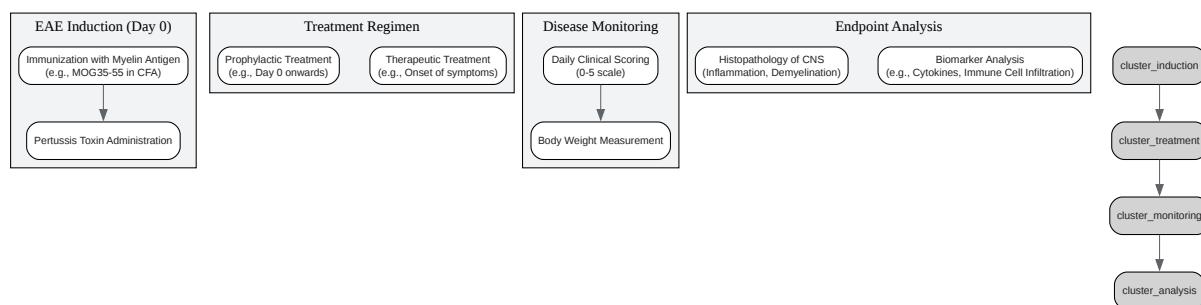 EAE Induction (Day 0)
Immunization with Myelin Antigen
(e.g., MOG35-55 in CFA)
Pertussis Toxin Administration
Treatment Regimen
Prophylactic Treatment
(e.g., Day 0 onwards)
Therapeutic Treatment
(e.g., Onset of symptoms)
Disease Monitoring
Daily Clinical Scoring
(0-5 scale)
Body Weight Measurement
Endpoint Analysis
Histopathology of CNS
(Inflammation, Demyelination)
Biomarker Analysis
(e.g., Cytokines, Immune Cell Infiltration)
cluster_induction
cluster_treatment
cluster_monitoring
cluster_analysis